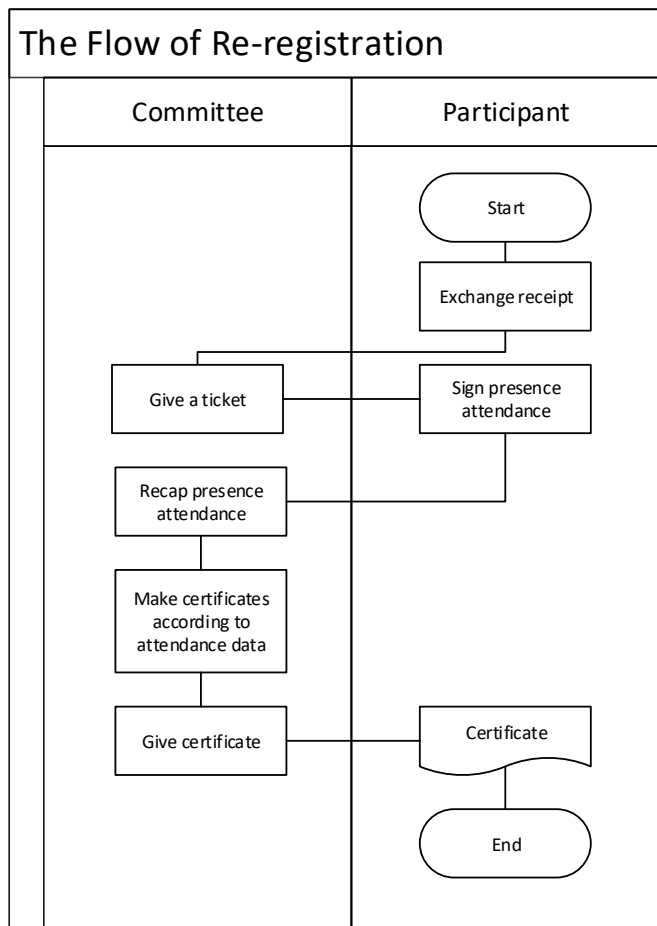 The Flow of Re-registration
Committee
Participant
Start
Exchange receipt
Give a ticket
Sign presence
attendance
Recap presence
attendance
Make certificates
according to
attendance data
Give certificate
Certificate
End